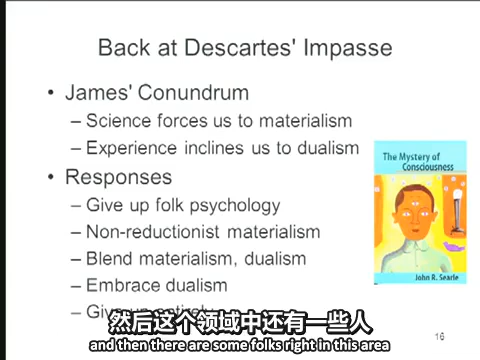 Back at Descartes' Impasse
• James' Conundrum
– Science forces us to materialism
– Experience inclines us to dualism
• Responses
– Give up folk psychology
– Non-reductionist materialism
– Blend materialism, dualism
– Embrace dualism
– Give up
The Mystery of
Consciousness
John R. Searle
然后这个领域中还有一些人
and then there are some folks right in this area
16